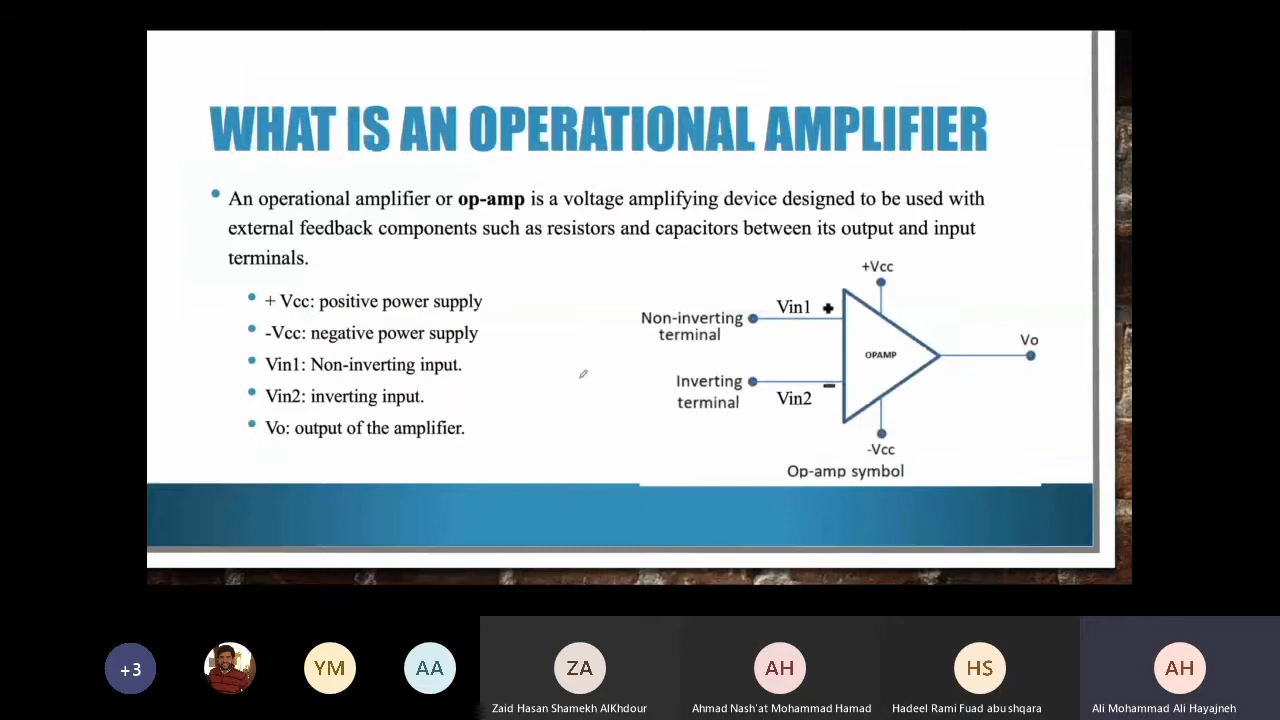 WHAT IS AN OPERATIONAL AMPLIFIER
• An operational amplifier or op-amp is a voltage amplifying device designed to be used with
external feedback components such as resistors and capacitors between its output and input
terminals.
• + Vcc: positive power supply
• -Vcc: negative power supply
• Vin1: Non-inverting input.
• Vin2: inverting input.
• Vo: output of the amplifier.
+Vcc
Vin1 +
Non-inverting
terminal
Vo
OPAMP
Inverting
terminal
Vin2 −
-Vcc
Op-amp symbol
+3
YM
AA
ZA
AH
HS
AH
Zaid Hasan Shamekh AlKhdour
Ahmad Nash'at Mohammad Hamad
Hadeel Rami Fuad abu shqara
Ali Mohammad Ali Hayajneh